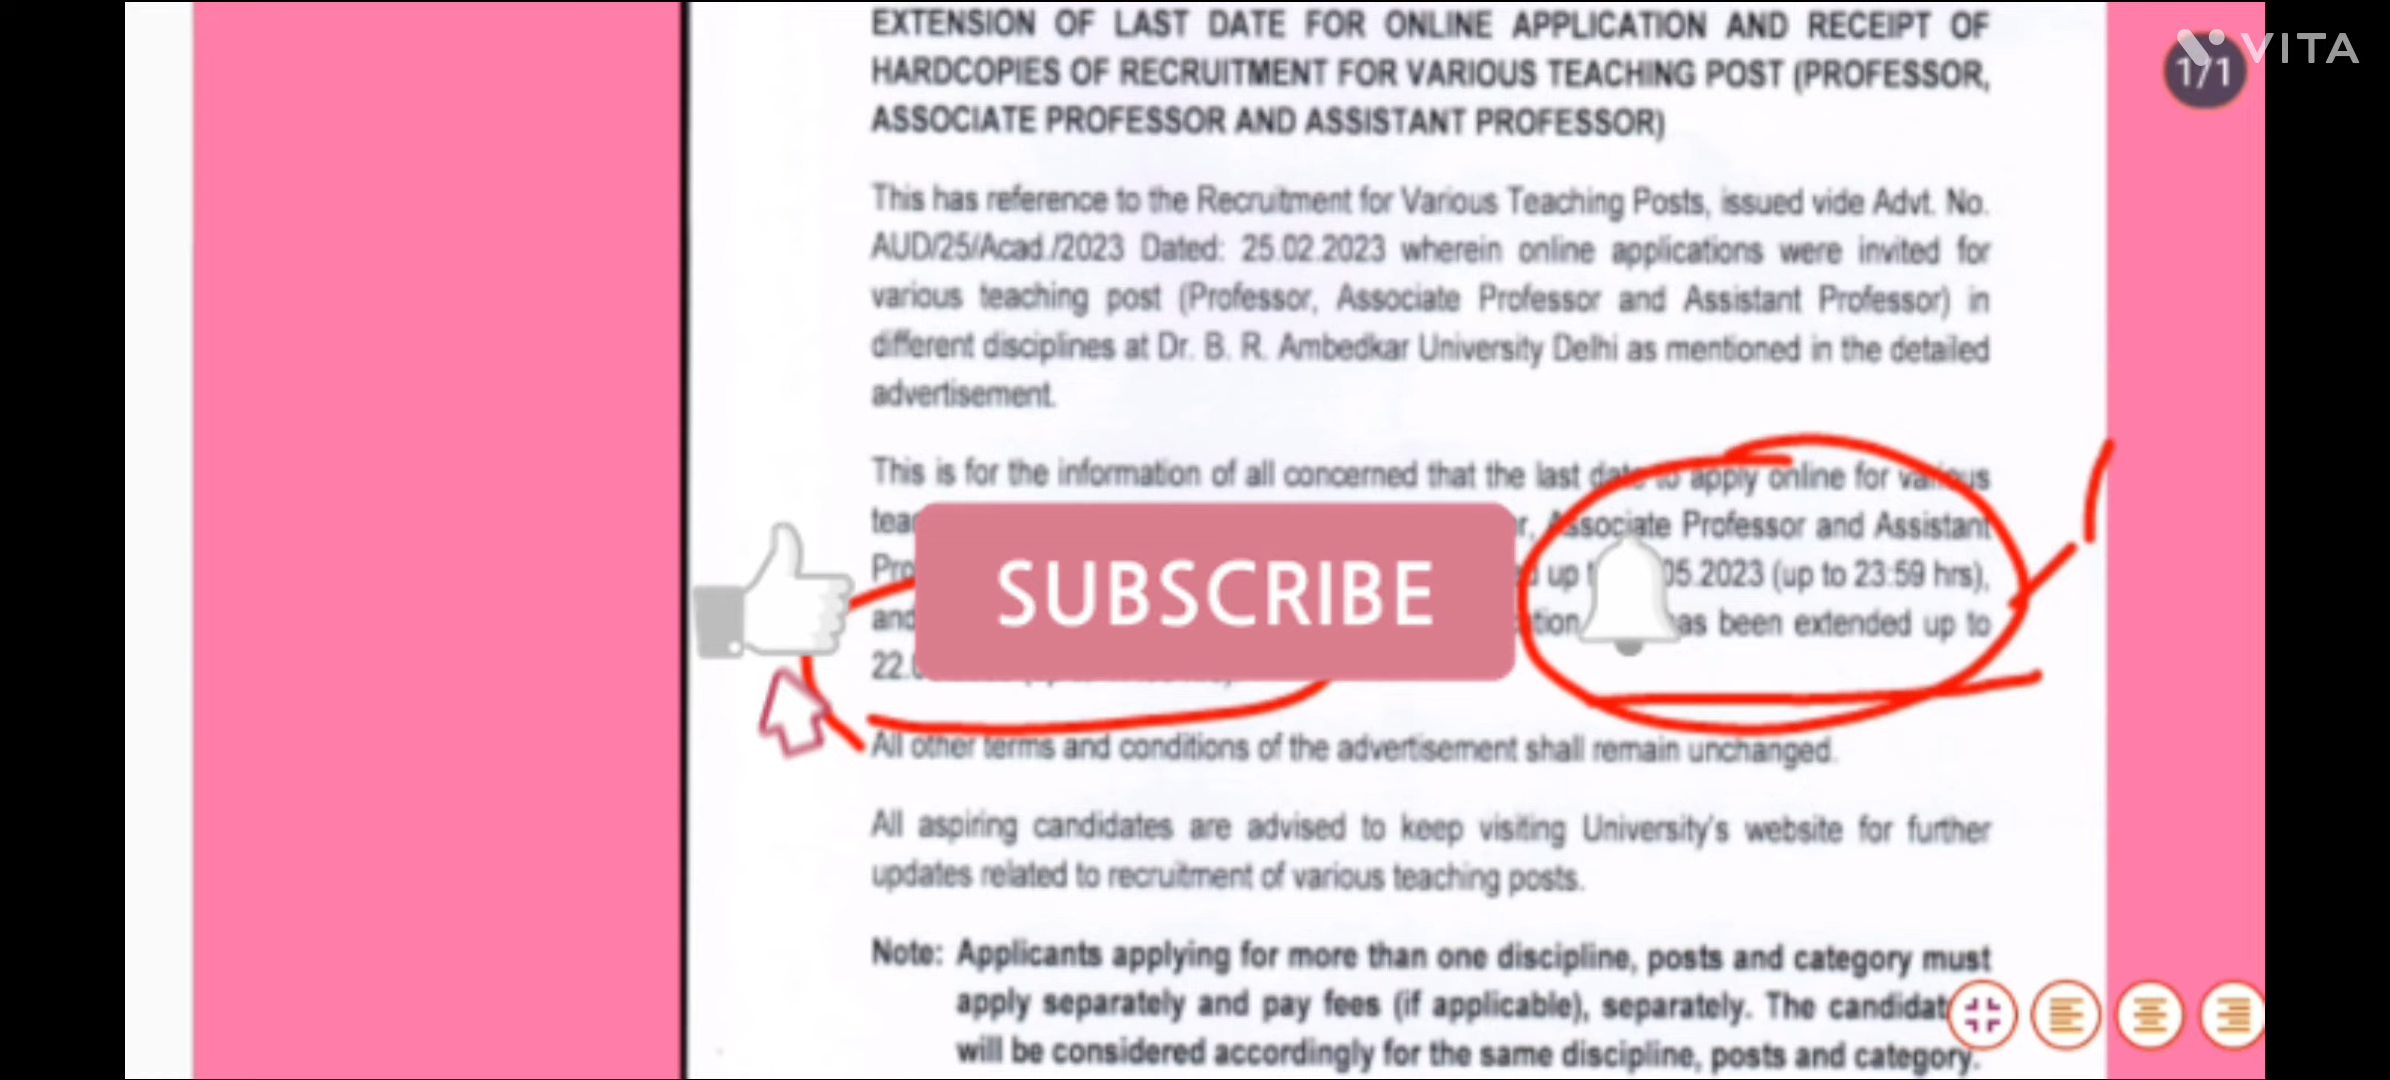 EXTENSION OF LAST DATE FOR ONLINE APPLICATION AND RECEIPT OF
HARDCOPIES OF RECRUITMENT FOR VARIOUS TEACHING POST (PROFESSOR,
ASSOCIATE PROFESSOR AND ASSISTANT PROFESSOR)
VITA
1/1
This has reference to the Recruitment for Various Teaching Posts, issued vide Advt. No.
AUD/25/Acad./2023 Dated: 25.02.2023 wherein online applications were invited for
various teaching post (Professor, Associate Professor and Assistant Professor) in
different disciplines at Dr. B. R. Ambedkar University Delhi as mentioned in the detailed
advertisement.
This is for the information of all concerned that the last date to apply online for various
Associate Professor and Assistant
up 05.2023 (up to 23:59 hrs),
and been extended up to
SUBSCRIBE
All other terms and conditions of the advertisement shall remain unchanged.
All aspiring candidates are advised to keep visiting University's website for further
updates related to recruitment of various teaching posts.
Note: Applicants applying for more than one discipline, posts and category must
apply separately and pay fees (if applicable), separately. The
will be considered accordingly for the same discipline, posts and category.